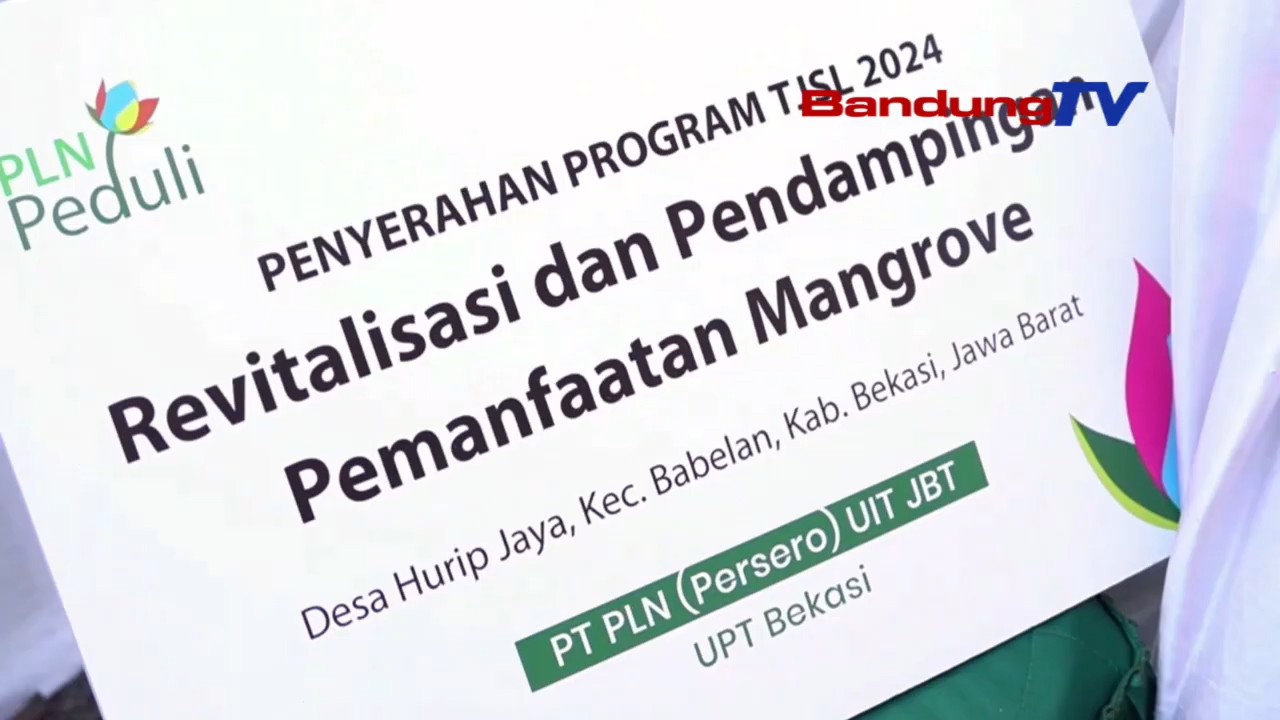 BandungTV
PLN
Peduli
PENYERAHAN PROGRAM TJSL 2024
Revitalisasi dan Pendampingan
Pemanfaatan Mangrove
Desa Hurip Jaya, Kec. Babelan, Kab. Bekasi, Jawa Barat
PT PLN (Persero) UIT JBT
UPT Bekasi